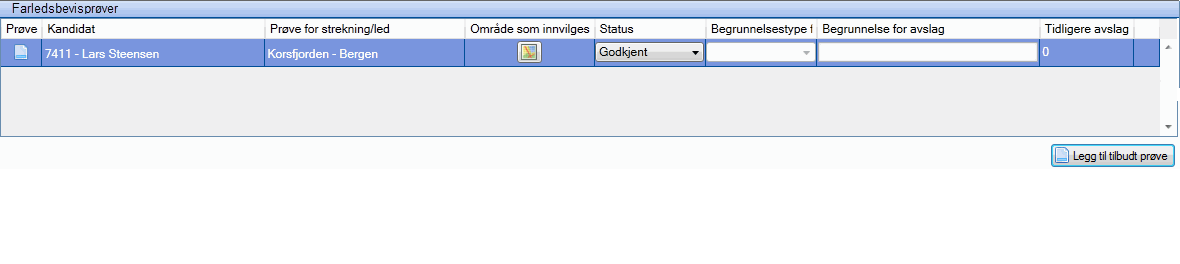 Farledsbevisprøver
Prøve Kandidat Prøve for strekning/led Område som innvilges Status Begrunnelsestype f Begrunnelse for avslag Tidligere avslag
7411 - Lars Steensen Korsfjorden - Bergen Godkjent 0
Legg til tilbudt prøve